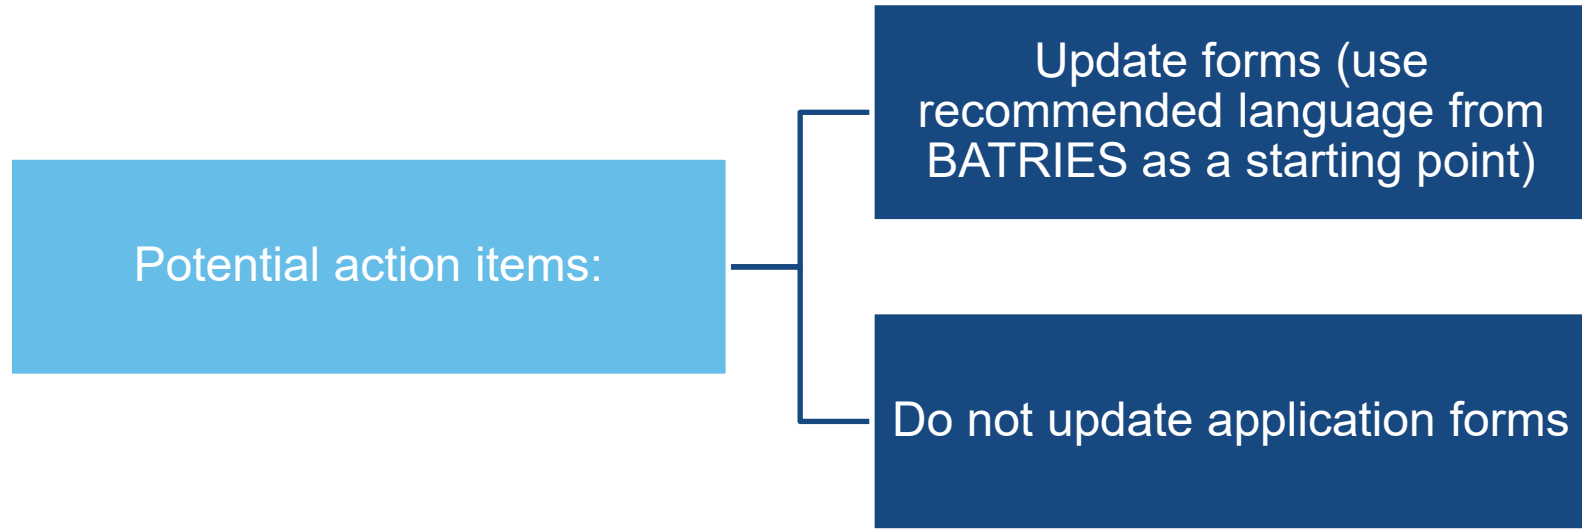 Update forms (use
recommended language from
BATRIES as a starting point)
Potential action items:
Do not update application forms